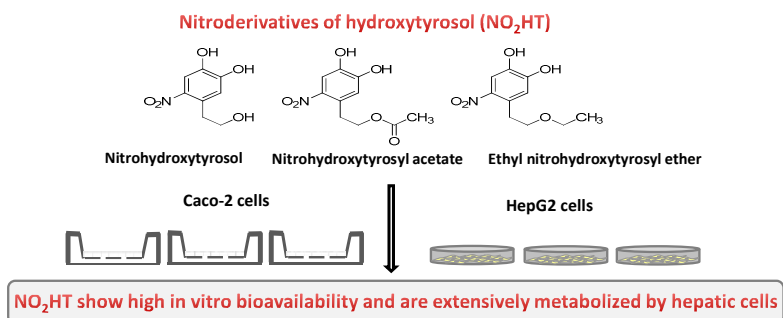 Nitroderivatives of hydroxytyrosol (NO₂HT)
OH
OH
O₂N
OH
OH
OH
O₂N
O
CH₃
O
OH
OH
O₂N
O
CH₃
Nitrohydroxytyrosol
Nitrohydroxytyrosyl acetate
Ethyl nitrohydroxytyrosyl ether
Caco-2 cells
HepG2 cells
NO₂HT show high in vitro bioavailability and are extensively metabolized by hepatic cells